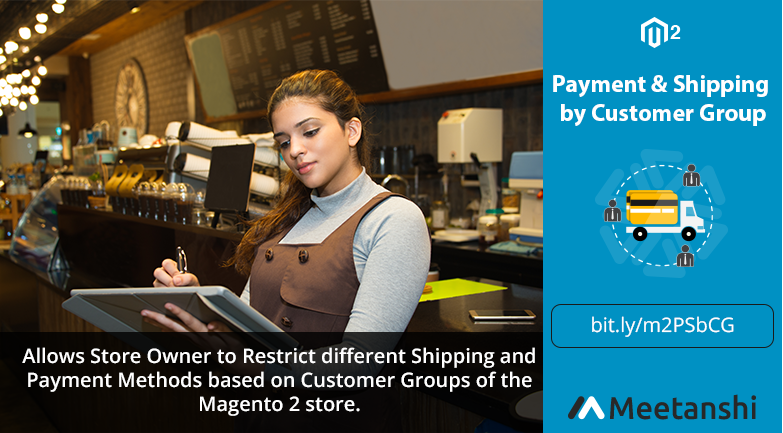 2
Payment & Shipping
by Customer Group
bit.ly/m2PSbCG
Allows Store Owner to Restrict different Shipping and
Payment Methods based on Customer Groups of the
Magento 2 store.
Meetanshi